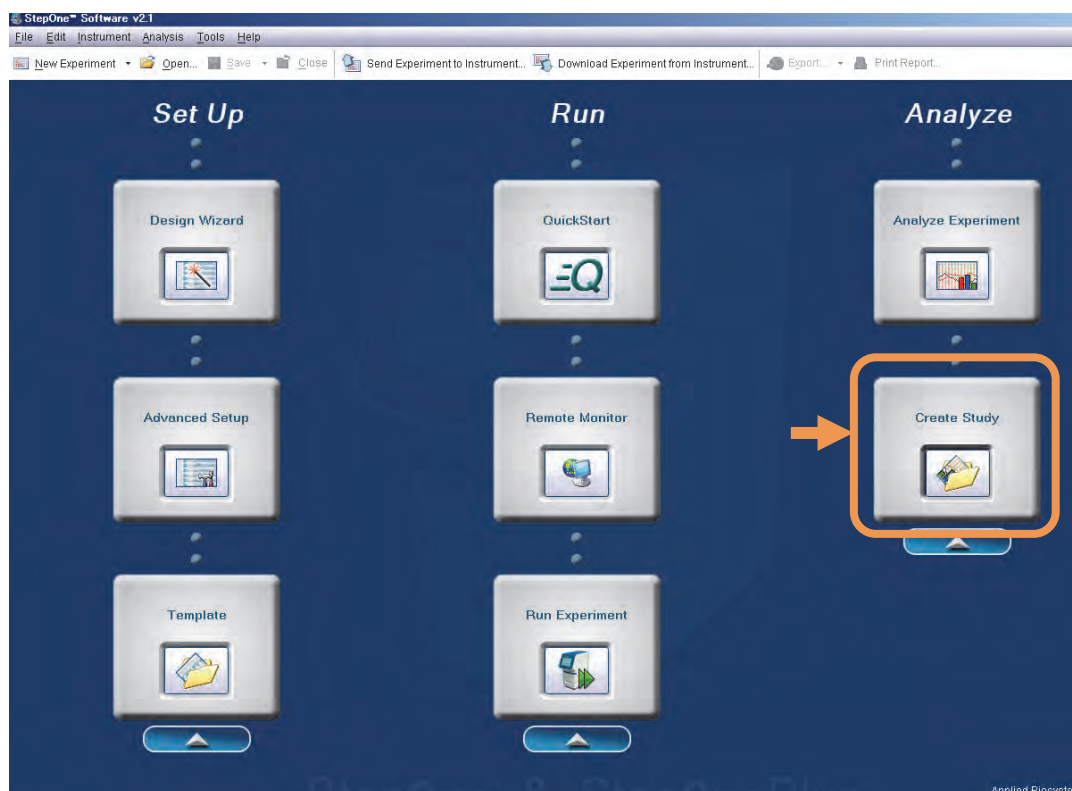 StepOne™ Software v2.1
File Edit Instrument Analysis Tools Help
New Experiment Open... Save Close Send Experiment to Instrument... Download Experiment from Instrument... Export... Print Report...
Set Up Run Analyze
Design Wizard QuickStart Analyze Experiment
Advanced Setup Remote Monitor Create Study
Template Run Experiment